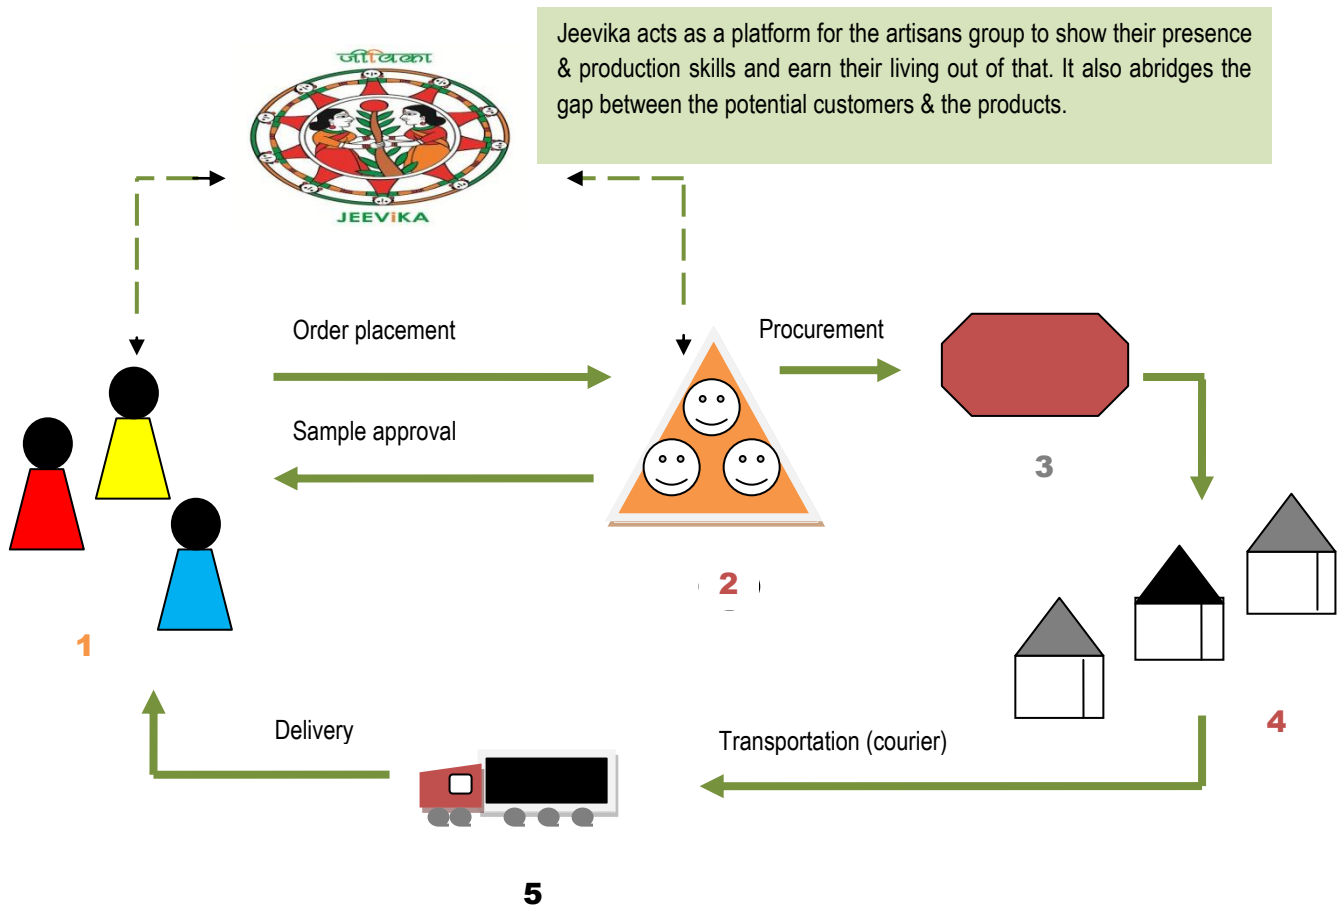 जीविका
JEEViKA
Jeevika acts as a platform for the artisans group to show their presence
& production skills and earn their living out of that. It also abridges the
gap between the potential customers & the products.
Order placement
Procurement
Sample approval
3
2
1
4
Delivery
Transportation (courier)
5